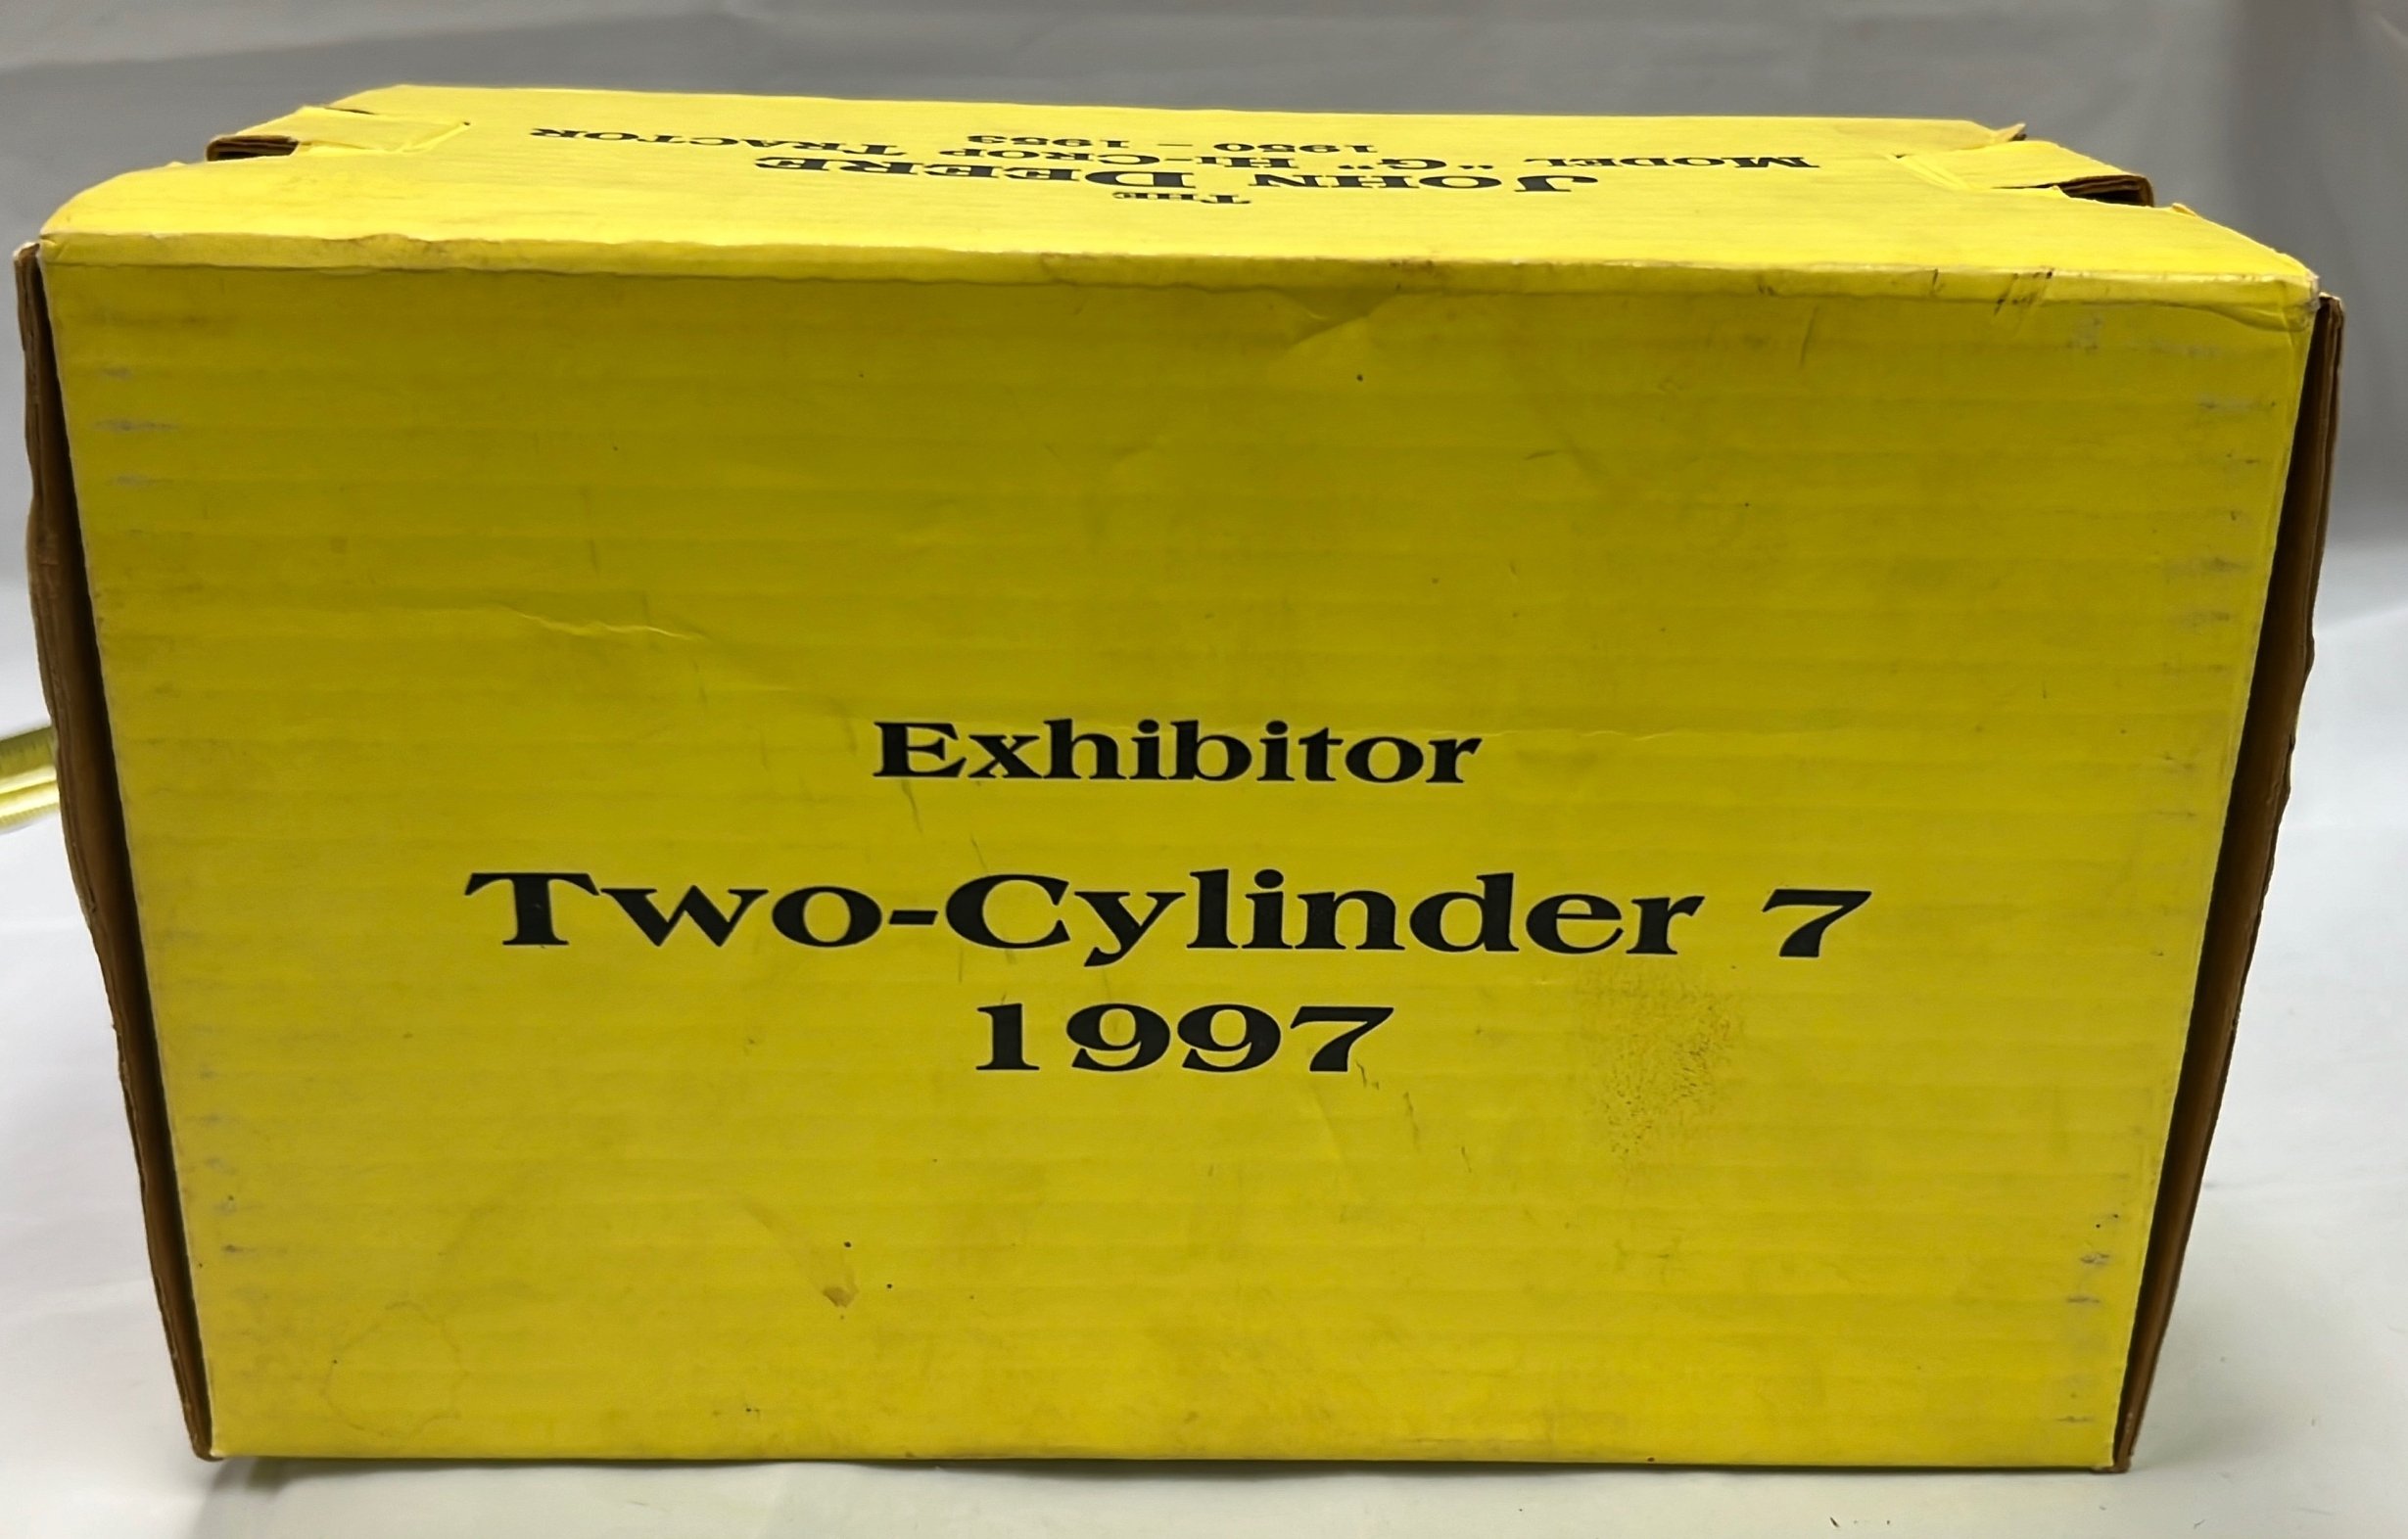 THE
JOHN DEERE
MODEL "G" HI-CROP TRACTOR
1950 - 1953
Exhibitor
Two-Cylinder 7
1997